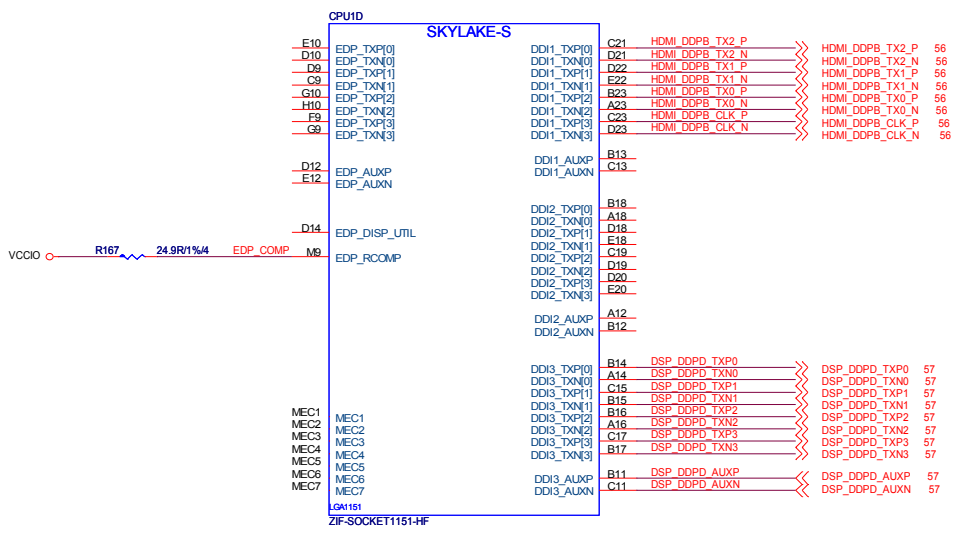 CPU1D
SKYLAKE-S
E10 EDP_TXP[0] DDI1_TXP[0] C21 HDMI_DDPB_TX2_P HDMI_DDPB_TX2_P 56
D10 EDP_TXN[0] DDI1_TXN[0] D21 HDMI_DDPB_TX2_N HDMI_DDPB_TX2_N 56
D9 EDP_TXP[1] DDI1_TXP[1] D22 HDMI_DDPB_TX1_P HDMI_DDPB_TX1_P 56
C9 EDP_TXN[1] DDI1_TXN[1] E22 HDMI_DDPB_TX1_N HDMI_DDPB_TX1_N 56
G10 EDP_TXP[2] DDI1_TXP[2] B23 HDMI_DDPB_TX0_P HDMI_DDPB_TX0_P 56
H10 EDP_TXN[2] DDI1_TXN[2] A23 HDMI_DDPB_TX0_N HDMI_DDPB_TX0_N 56
F9 EDP_TXP[3] DDI1_TXP[3] C23 HDMI_DDPB_CLK_P HDMI_DDPB_CLK_P 56
G9 EDP_TXN[3] DDI1_TXN[3] D23 HDMI_DDPB_CLK_N HDMI_DDPB_CLK_N 56
DDI1_AUXP B13
D12 EDP_AUXP DDI1_AUXN C13
E12 EDP_AUXN
DDI2_TXP[0] B18
DDI2_TXN[0] A18
D14 EDP_DISP_UTIL DDI2_TXP[1] D18
DDI2_TXN[1] E18
VCCIO R167 24.9R/1%/4 EDP_COMP M9 EDP_RCOMP DDI2_TXP[2] C19
DDI2_TXN[2] D19
DDI2_TXP[3] D20
DDI2_TXN[3] E20
DDI2_AUXP A12
DDI2_AUXN B12
DDI3_TXP[0] B14 DSP_DDPD_TXP0 DSP_DDPD_TXP0 57
DDI3_TXN[0] A14 DSP_DDPD_TXN0 DSP_DDPD_TXN0 57
DDI3_TXP[1] C15 DSP_DDPD_TXP1 DSP_DDPD_TXP1 57
DDI3_TXN[1] B15 DSP_DDPD_TXN1 DSP_DDPD_TXN1 57
MEC1 MEC1 DDI3_TXP[2] B16 DSP_DDPD_TXP2 DSP_DDPD_TXP2 57
MEC2 MEC2 DDI3_TXN[2] A16 DSP_DDPD_TXN2 DSP_DDPD_TXN2 57
MEC3 MEC3 DDI3_TXP[3] C17 DSP_DDPD_TXP3 DSP_DDPD_TXP3 57
MEC4 MEC4 DDI3_TXN[3] B17 DSP_DDPD_TXN3 DSP_DDPD_TXN3 57
MEC5 MEC5
MEC6 MEC6 DDI3_AUXP B11 DSP_DDPD_AUXP DSP_DDPD_AUXP 57
MEC7 MEC7 DDI3_AUXN C11 DSP_DDPD_AUXN DSP_DDPD_AUXN 57
LGA1151
ZIF-SOCKET1151-HF